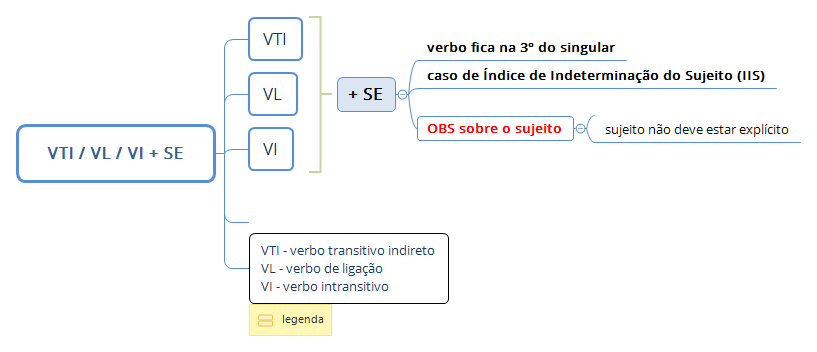 VTI / VL / VI + SE
VTI
VL
VI
+ SE
verbo fica na 3º do singular
caso de Índice de Indeterminação do Sujeito (IIS)
OBS sobre o sujeito
sujeito não deve estar explícito
VTI - verbo transitivo indireto
VL - verbo de ligação
VI - verbo intransitivo
legenda